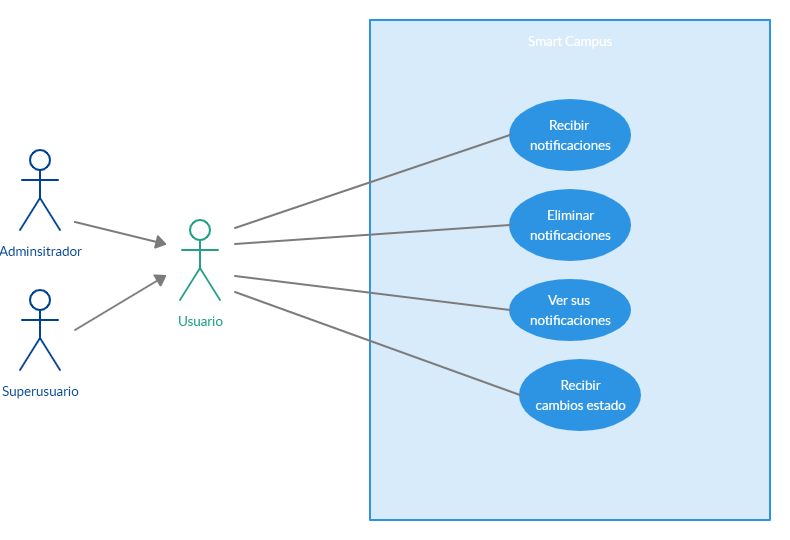 Smart Campus
Recibir
notificaciones
Eliminar
notificaciones
Adminsitrador
Ver sus
notificaciones
Usuario
Superusuario
Recibir
cambios estado